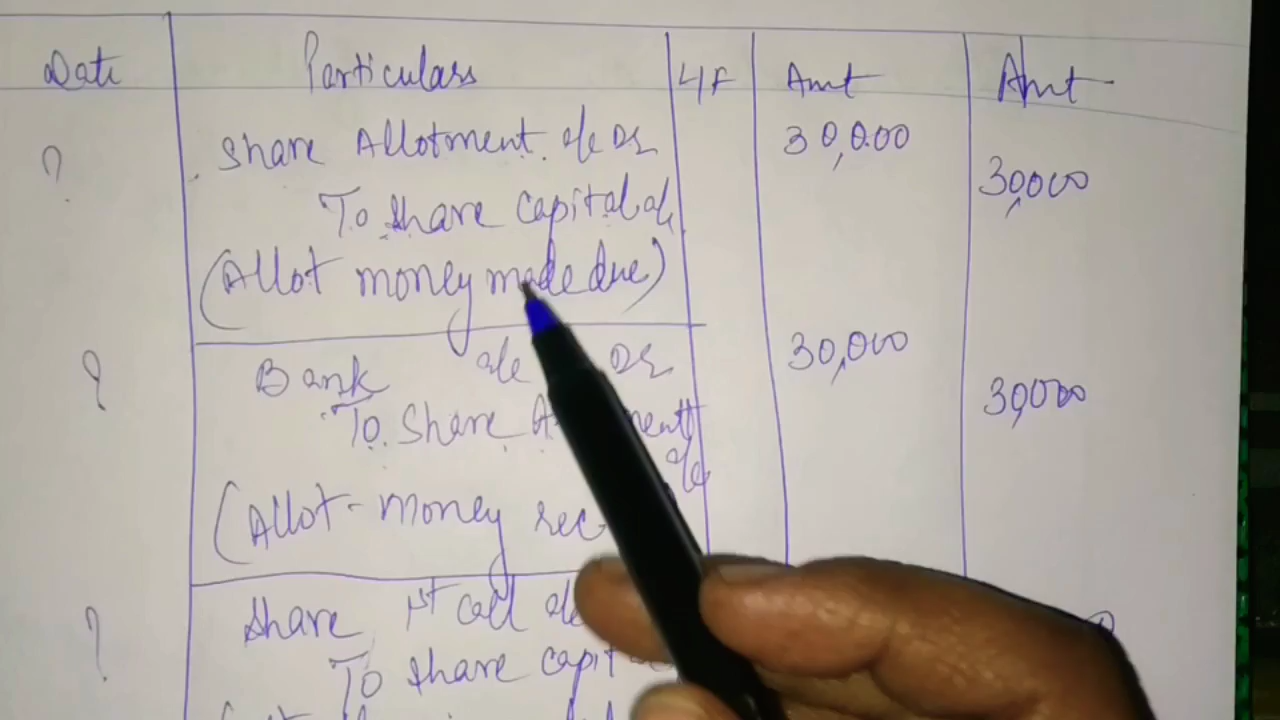 Date Particulars L/F Amt Amt
? Share Allotment a/c Dr 30,000
To Share Capital a/c 30,000
(Allot money made due)
? Bank a/c Dr 30,000
To Share 30,000
a/c
(Allot- money rec
? Share 1st call a/c
To Share capit